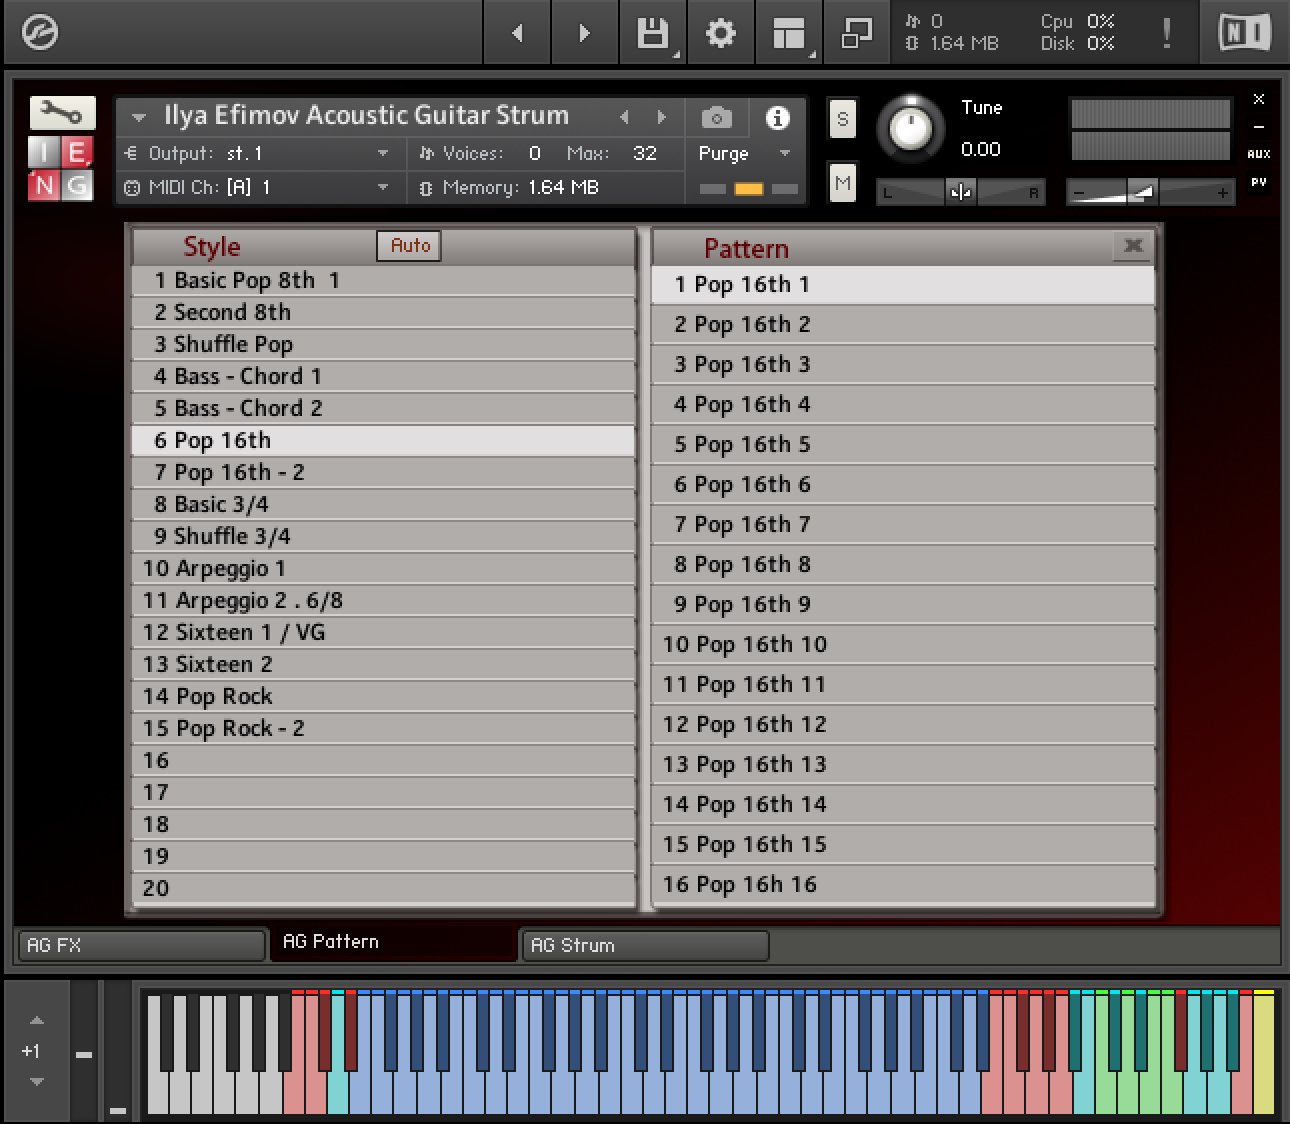 0 Cpu 0%
1.64 MB Disk 0% !
NI
Ilya Efimov Acoustic Guitar Strum
S
Tune
0.00
x
AUX
PV
I E
N G
Output: st. 1
Voices: 0 Max: 32
Purge
MIDI Ch: [A] 1
Memory: 1.64 MB
M
L R
- +
Style
Auto
1 Basic Pop 8th 1
2 Second 8th
3 Shuffle Pop
4 Bass - Chord 1
5 Bass - Chord 2
6 Pop 16th
7 Pop 16th - 2
8 Basic 3/4
9 Shuffle 3/4
10 Arpeggio 1
11 Arpeggio 2 . 6/8
12 Sixteen 1 / VG
13 Sixteen 2
14 Pop Rock
15 Pop Rock - 2
16
17
18
19
20
Pattern
1 Pop 16th 1
2 Pop 16th 2
3 Pop 16th 3
4 Pop 16th 4
5 Pop 16th 5
6 Pop 16th 6
7 Pop 16th 7
8 Pop 16th 8
9 Pop 16th 9
10 Pop 16th 10
11 Pop 16th 11
12 Pop 16th 12
13 Pop 16th 13
14 Pop 16th 14
15 Pop 16th 15
16 Pop 16h 16
AG FX
AG Pattern
AG Strum
+1